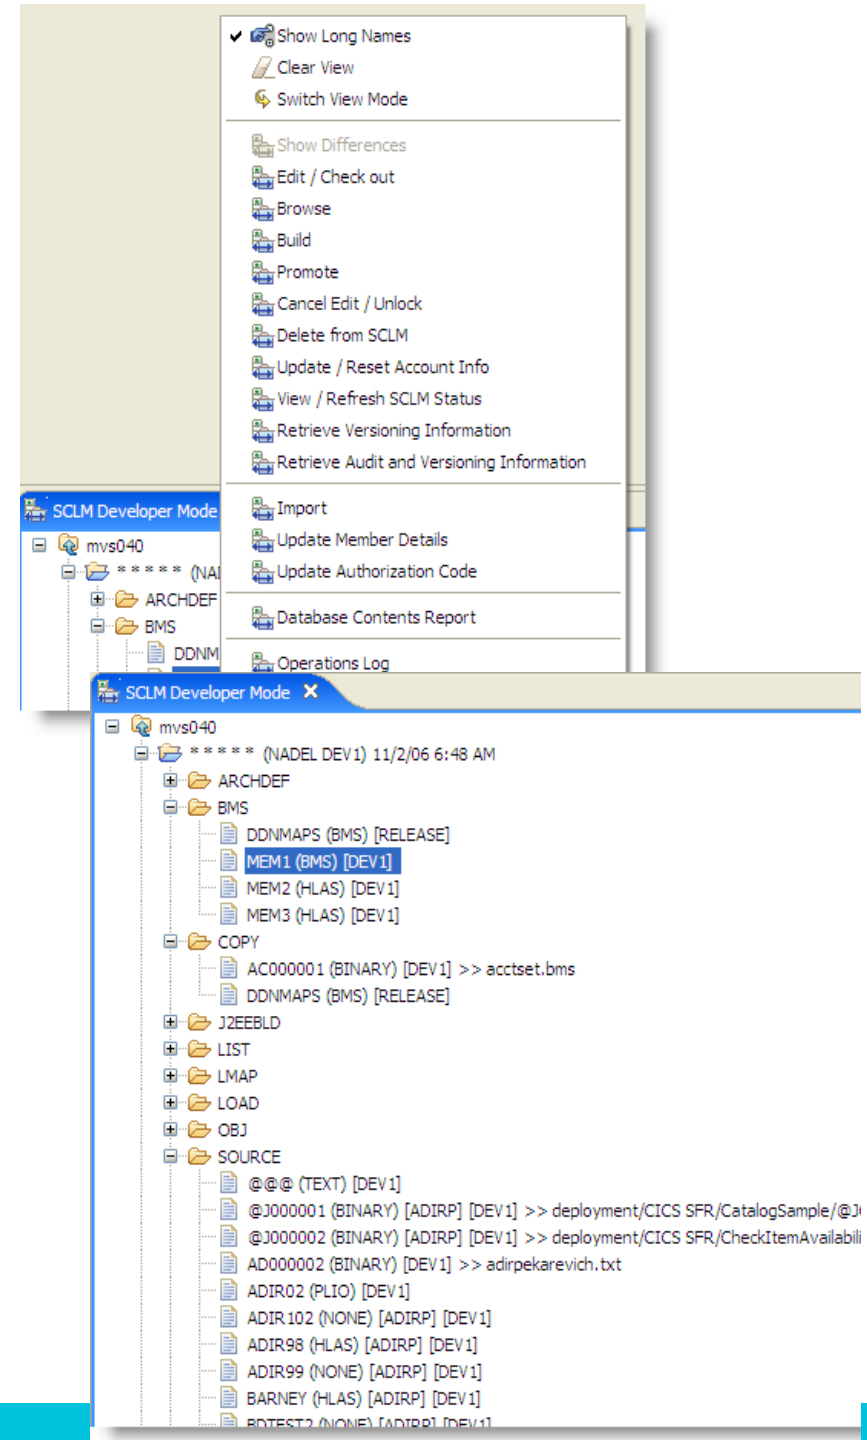 Show Long Names
Clear View
Switch View Mode
Show Differences
Edit / Check out
Browse
Build
Promote
Cancel Edit / Unlock
Delete from SCLM
Update / Reset Account Info
View / Refresh SCLM Status
Retrieve Versioning Information
Retrieve Audit and Versioning Information
Import
Update Member Details
Update Authorization Code
Database Contents Report
Operations Log
SCLM Developer Mode
mvs040
* * * * * (NAD
ARCHDEF
BMS
DDNM
SCLM Developer Mode
mvs040
* * * * * (NADEL DEV1) 11/2/06 6:48 AM
ARCHDEF
BMS
DDNMAPS (BMS) [RELEASE]
MEM1 (BMS) [DEV1]
MEM2 (HLAS) [DEV1]
MEM3 (HLAS) [DEV1]
COPY
AC000001 (BINARY) [DEV1] >> acctset.bms
DDNMAPS (BMS) [RELEASE]
J2EEBLD
LIST
LMAP
LOAD
OBJ
SOURCE
@@@ (TEXT) [DEV1]
@J000001 (BINARY) [ADIRP] [DEV1] >> deployment/CICS SFR/CatalogSample/@J
@J000002 (BINARY) [ADIRP] [DEV1] >> deployment/CICS SFR/CheckItemAvailabili
AD000002 (BINARY) [DEV1] >> adirpekarevich.txt
ADIR02 (PLIO) [DEV1]
ADIR102 (NONE) [ADIRP] [DEV1]
ADIR98 (HLAS) [ADIRP] [DEV1]
ADIR99 (NONE) [ADIRP] [DEV1]
BARNEY (HLAS) [ADIRP] [DEV1]
BDTEST2 (NONE) [ADIRP] [DEV1]